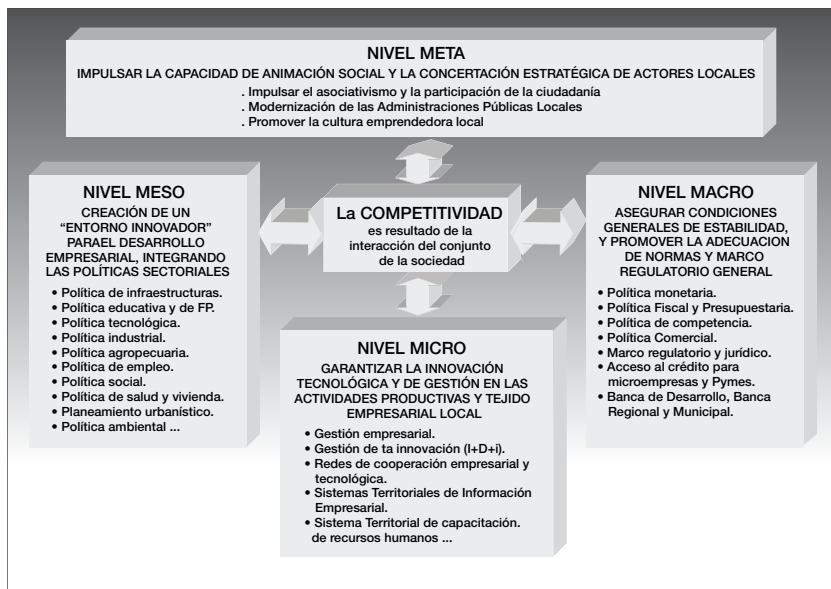 NIVEL META
IMPULSAR LA CAPACIDAD DE ANIMACIÓN SOCIAL Y LA CONCERTACIÓN ESTRATÉGICA DE ACTORES LOCALES
. Impulsar el asociativismo y la participación de la ciudadanía
. Modernización de las Administraciones Públicas Locales
. Promover la cultura emprendedora local
NIVEL MESO
CREACIÓN DE UN
“ENTORNO INNOVADOR”
PARAEL DESARROLLO
EMPRESARIAL, INTEGRANDO
LAS POLÍTICAS SECTORIALES
• Política de infraestructuras.
• Política educativa y de FP.
• Política tecnológica.
• Política industrial.
• Política agropecuaria.
• Política de empleo.
• Política social.
• Política de salud y vivienda.
• Planeamiento urbanístico.
• Política ambiental ...
La COMPETITIVIDAD
es resultado de la
interacción del conjunto
de la sociedad
NIVEL MACRO
ASEGURAR CONDICIONES
GENERALES DE ESTABILIDAD,
Y PROMOVER LA ADECUACION
DE NORMAS Y MARCO
REGULATORIO GENERAL
• Política monetaria.
• Política Fiscal y Presupuestaria.
• Política de competencia.
• Política Comercial.
• Marco regulatorio y jurídico.
• Acceso al crédito para
microempresas y Pymes.
• Banca de Desarrollo, Banca
Regional y Municipal.
NIVEL MICRO
GARANTIZAR LA INNOVACIÓN
TECNOLÓGICA Y DE GESTIÓN EN LAS
ACTIVIDADES PRODUCTIVAS Y TEJIDO
EMPRESARIAL LOCAL
• Gestión empresarial.
• Gestión de ta innovación (I+D+i).
• Redes de cooperación empresarial y
tecnológica.
• Sistemas Territoriales de Información
Empresarial.
• Sistema Territorial de capacitación.
de recursos humanos ...